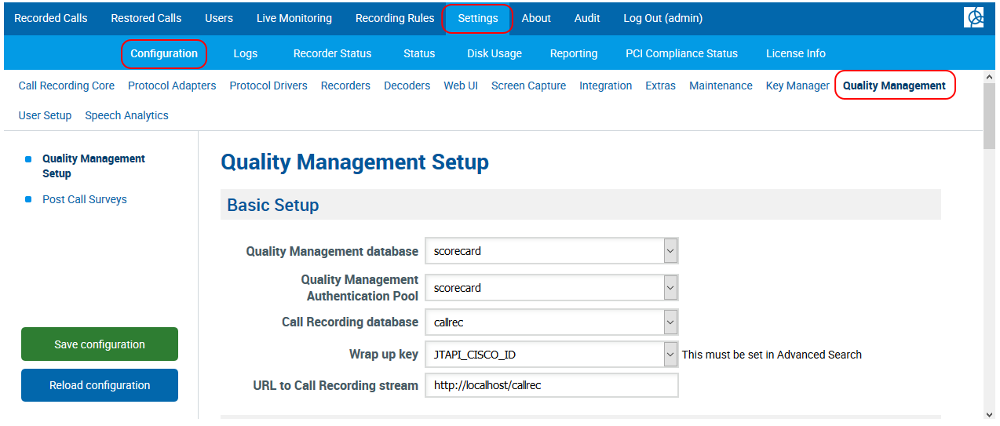 Recorded Calls Restored Calls Users Live Monitoring Recording Rules Settings About Audit Log Out (admin)
Configuration Logs Recorder Status Status Disk Usage Reporting PCI Compliance Status License Info
Call Recording Core Protocol Adapters Protocol Drivers Recorders Decoders Web UI Screen Capture Integration Extras Maintenance Key Manager Quality Management
User Setup Speech Analytics
Quality Management
Setup
Post Call Surveys
Save configuration
Reload configuration
Quality Management Setup
Basic Setup
Quality Management database scorecard
Quality Management
Authentication Pool scorecard
Call Recording database callrec
Wrap up key JTAPI_CISCO_ID This must be set in Advanced Search
URL to Call Recording stream http://localhost/callrec